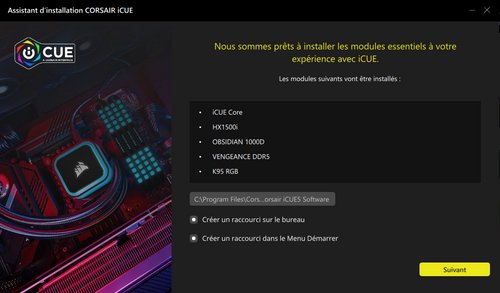 Assistant d'installation CORSAIR iCUE
iCUE
Nous sommes prêts à installer les modules essentiels à votre
expérience avec iCUE.
Les modules suivants vont être installés :
• iCUE Core
• HX1500i
• OBSIDIAN 1000D
• VENGEANCE DDR5
• K95 RGB
C:\Program Files\Cors...orsair iCUE5 Software
Créer un raccourci sur le bureau
Créer un raccourci dans le Menu Démarrer
Suivant